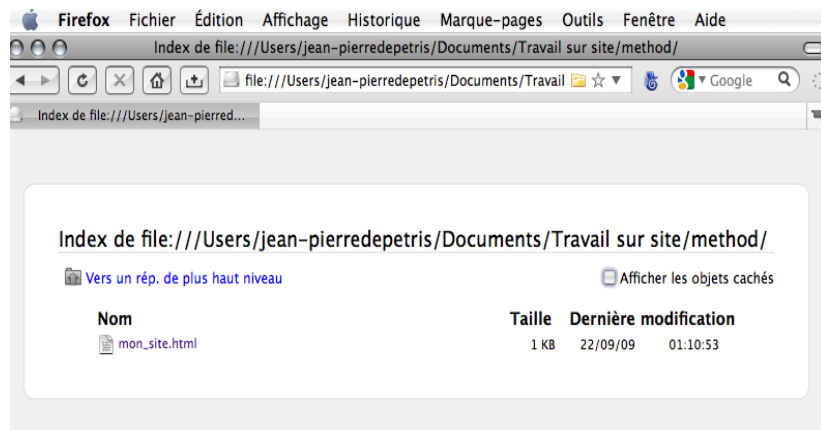 Firefox Fichier Édition Affichage Historique Marque-pages Outils Fenêtre Aide
Index de file:///Users/jean-pierredepetris/Documents/Travail sur site/method/
file:///Users/jean-pierredepetris/Documents/Travail Google
Index de file:///Users/jean-pierred...
Index de file:///Users/jean-pierredepetris/Documents/Travail sur site/method/
Vers un rép. de plus haut niveau Afficher les objets cachés
Nom Taille Dernière modification
mon_site.html 1 KB 22/09/09 01:10:53